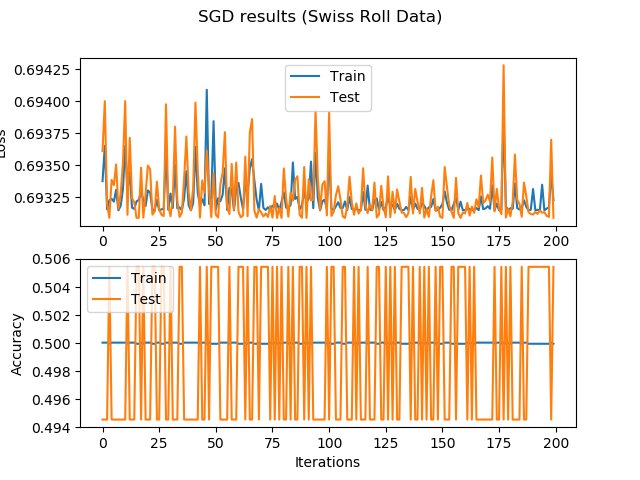 SGD results (Swiss Roll Data)
0.69425
0.69400
0.69375
0.69350
0.69325
Loss
Train
Test
0 25 50 75 100 125 150 175 200
0.506
0.504
0.502
0.500
0.498
0.496
0.494
Accuracy
Train
Test
0 25 50 75 100 125 150 175 200
Iterations